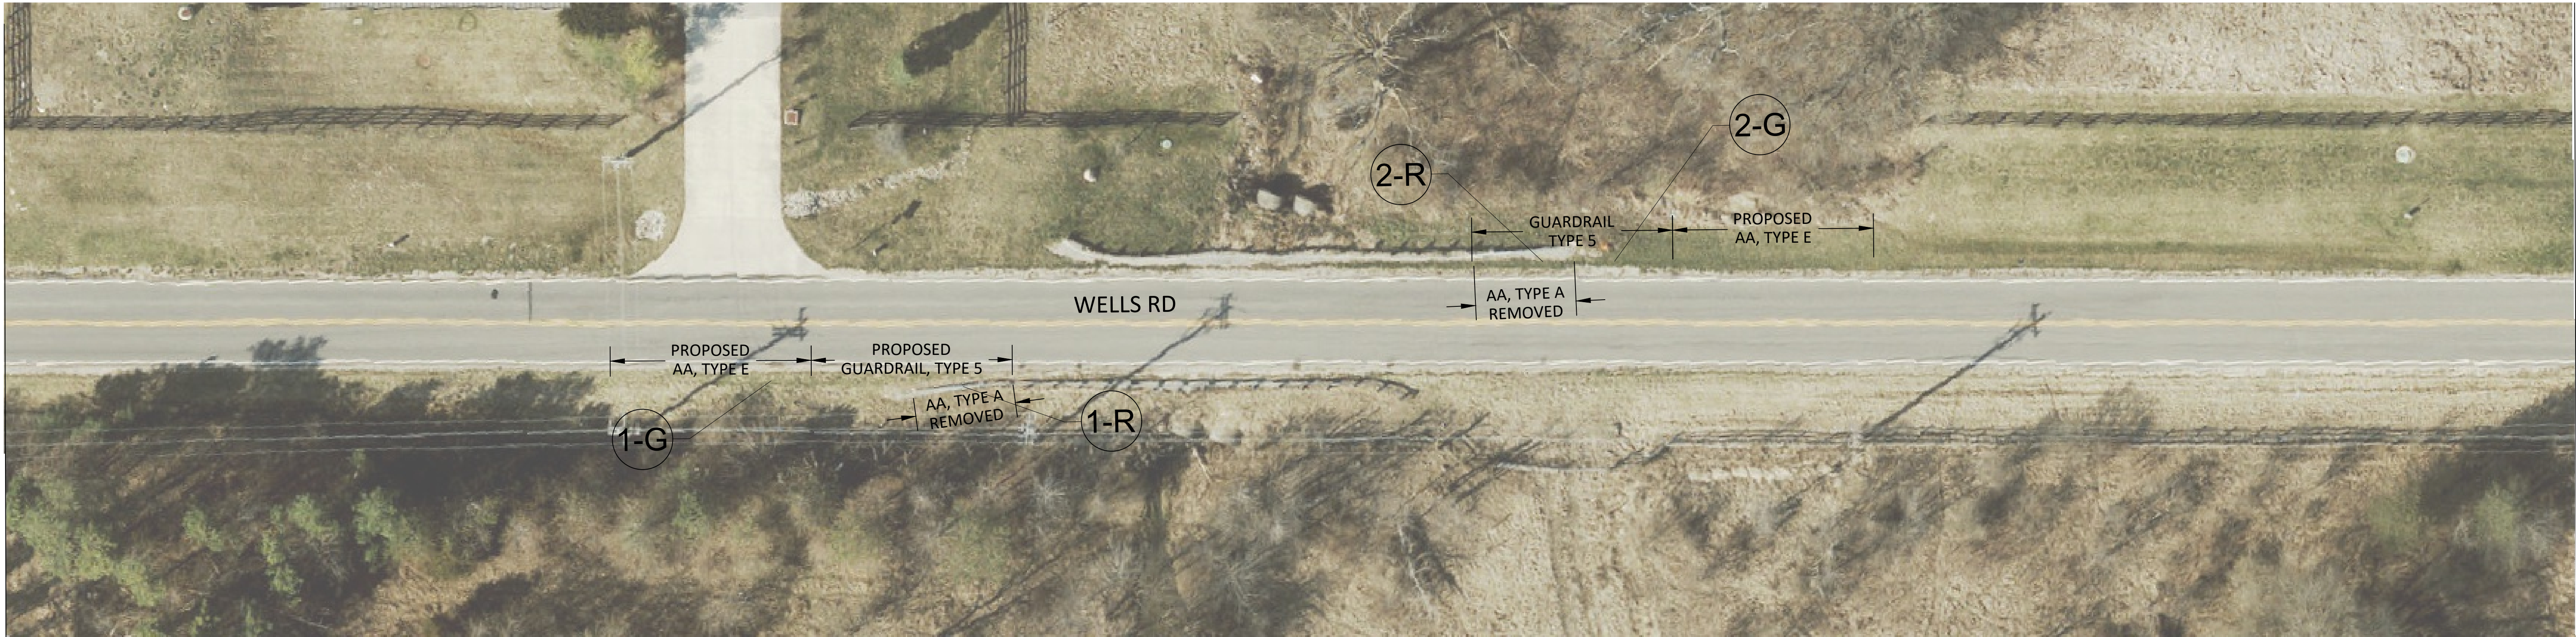 2-G
2-R
GUARDRAIL
TYPE 5
PROPOSED
AA, TYPE E
WELLS RD
AA, TYPE A
REMOVED
PROPOSED
AA, TYPE E
PROPOSED
GUARDRAIL, TYPE 5
AA, TYPE A
REMOVED
1-G
1-R